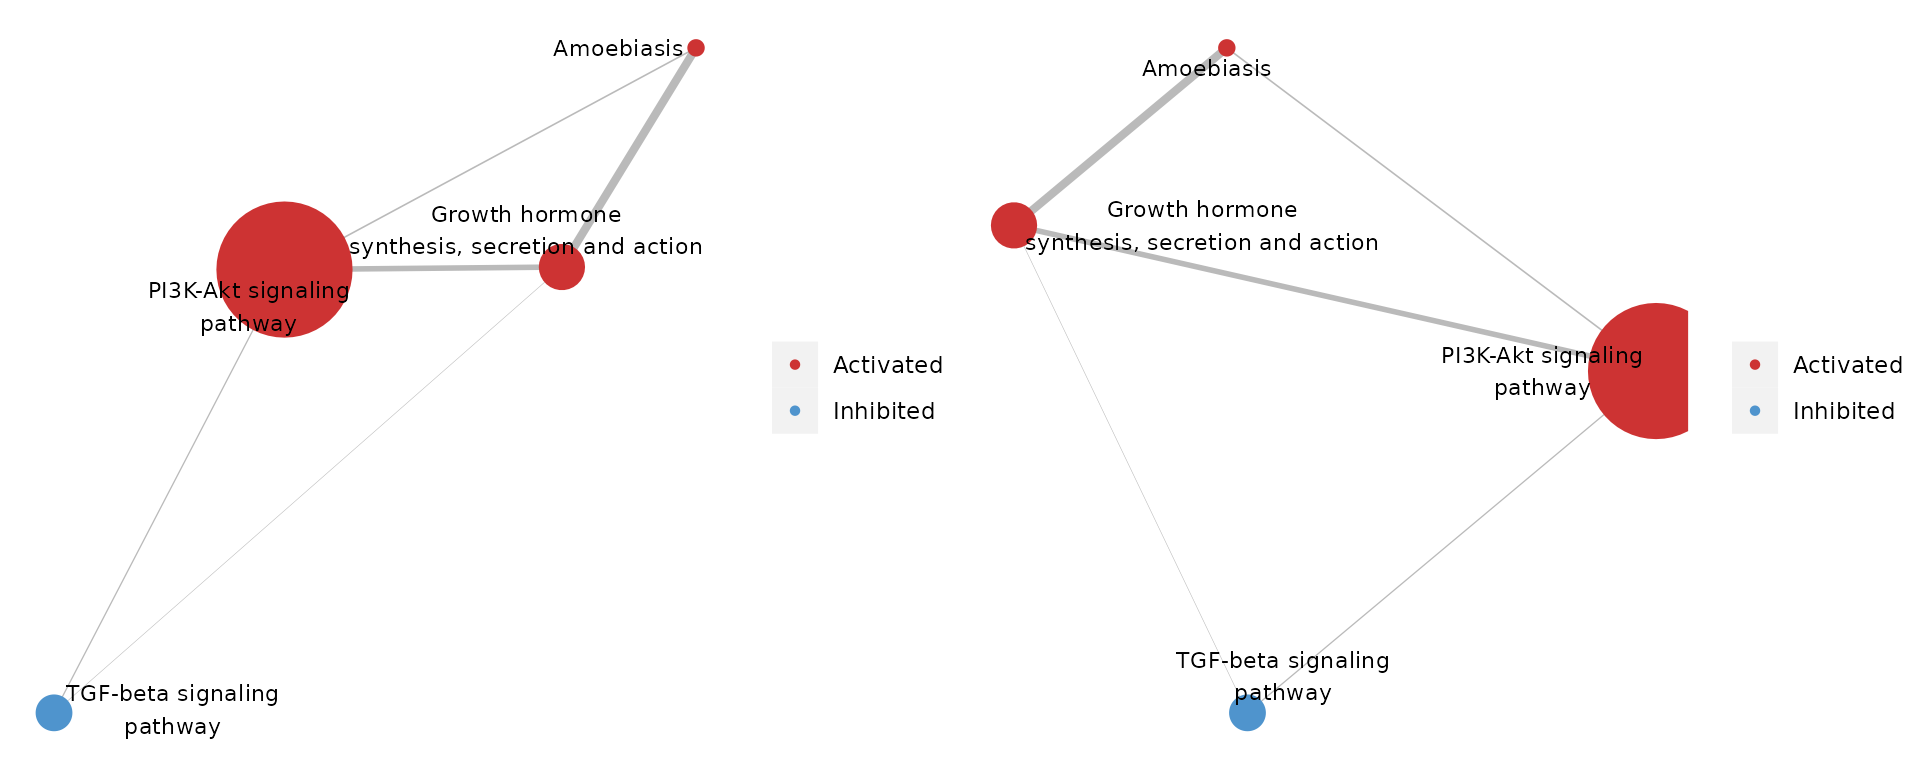 Amoebiasis
Growth hormone
synthesis, secretion and action
PI3K-Akt signaling
pathway
TGF-beta signaling
pathway
Activated
Inhibited
Amoebiasis
Growth hormone
synthesis, secretion and action
PI3K-Akt signaling
pathway
TGF-beta signaling
pathway
Activated
Inhibited